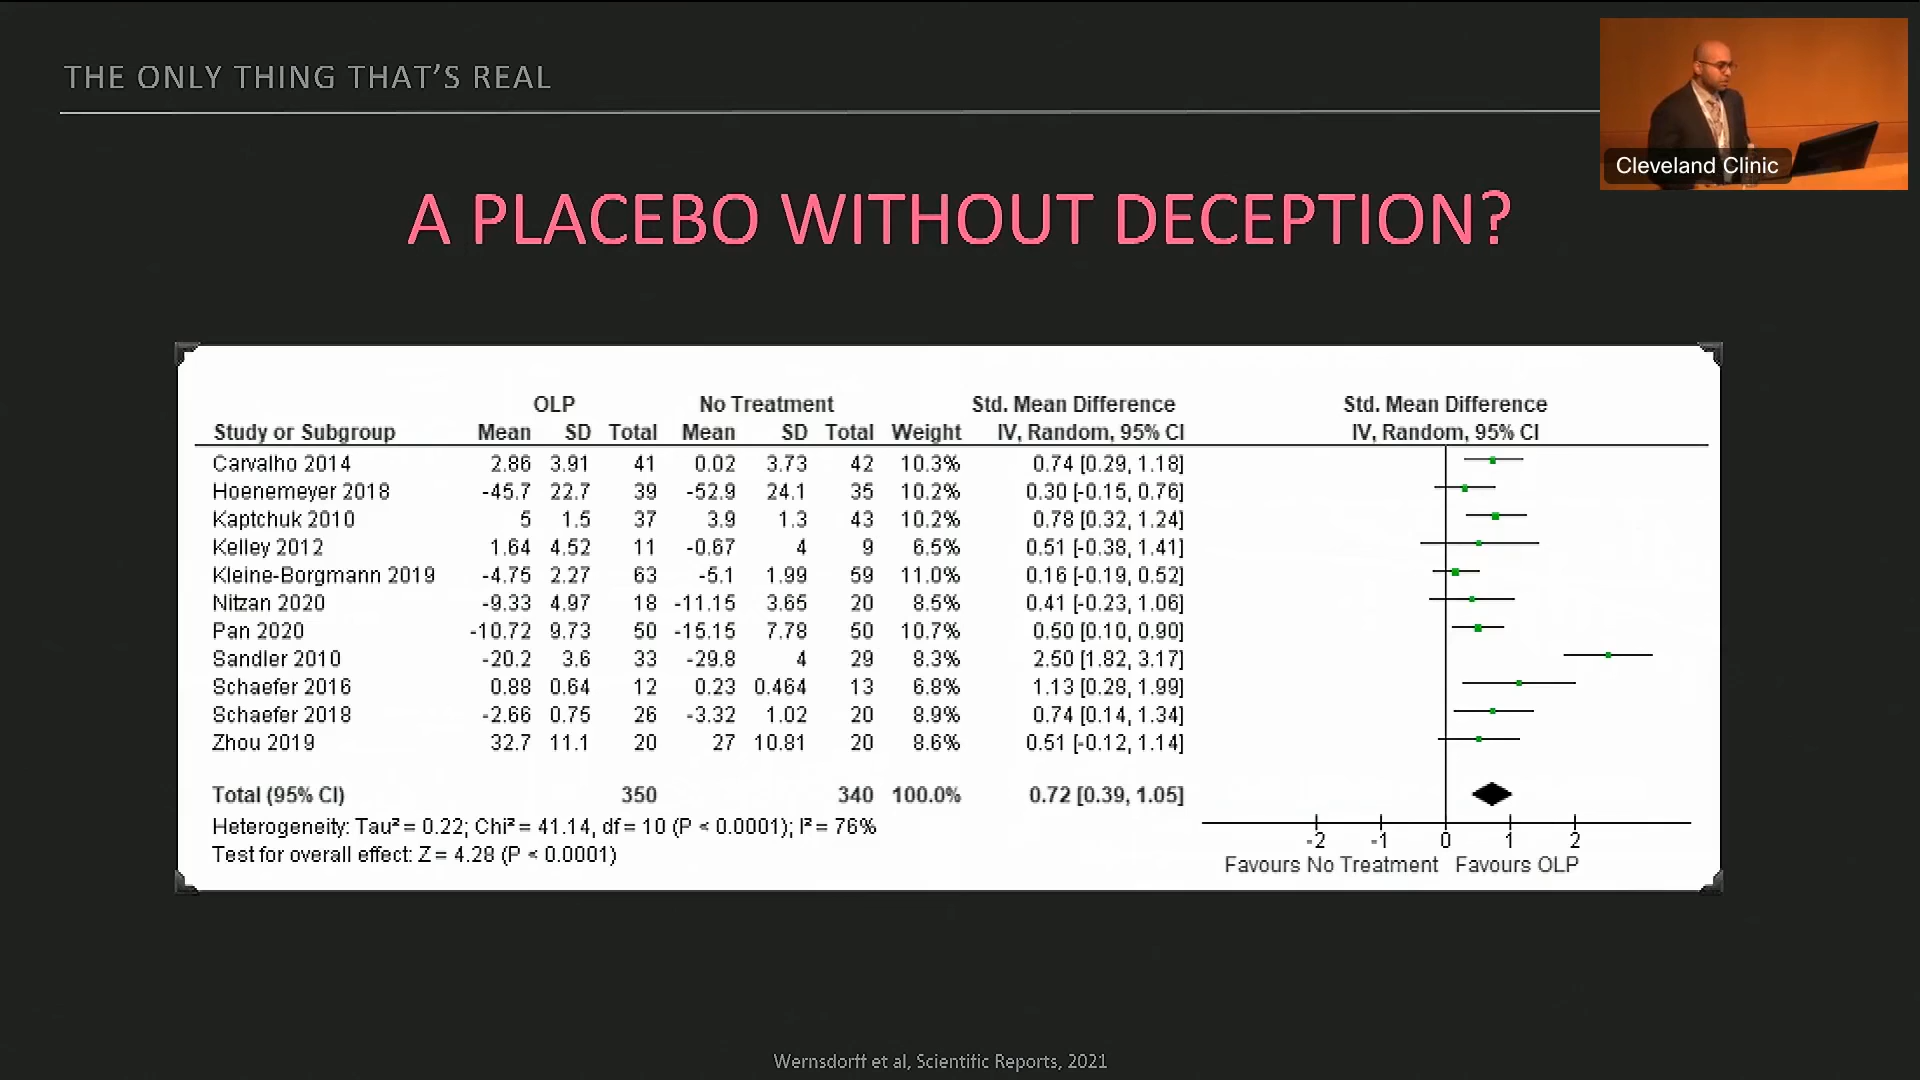 THE ONLY THING THAT'S REAL
Cleveland Clinic
A PLACEBO WITHOUT DECEPTION?
OLP No Treatment Std. Mean Difference Std. Mean Difference
Study or Subgroup Mean SD Total Mean SD Total Weight IV, Random, 95% CI IV, Random, 95% CI
Carvalho 2014 2.86 3.91 41 0.02 3.73 42 10.3% 0.74 [0.29, 1.18]
Hoenemeyer 2018 -45.7 22.7 39 -52.9 24.1 35 10.2% 0.30 [-0.15, 0.76]
Kaptchuk 2010 5 1.5 37 3.9 1.3 43 10.2% 0.78 [0.32, 1.24]
Kelley 2012 1.64 4.52 11 -0.67 4 9 6.5% 0.51 [-0.38, 1.41]
Kleine-Borgmann 2019 -4.75 2.27 63 -5.1 1.99 59 11.0% 0.16 [-0.19, 0.52]
Nitzan 2020 -9.33 4.97 18 -11.15 3.65 20 8.5% 0.41 [-0.23, 1.06]
Pan 2020 -10.72 9.73 50 -15.15 7.78 50 10.7% 0.50 [0.10, 0.90]
Sandler 2010 -20.2 3.6 33 -29.8 4 29 8.3% 2.50 [1.82, 3.17]
Schaefer 2016 0.88 0.64 12 0.23 0.464 13 6.8% 1.13 [0.28, 1.99]
Schaefer 2018 -2.66 0.75 26 -3.32 1.02 20 8.9% 0.74 [0.14, 1.34]
Zhou 2019 32.7 11.1 20 27 10.81 20 8.6% 0.51 [-0.12, 1.14]
Total (95% CI) 350 340 100.0% 0.72 [0.39, 1.05]
Heterogeneity: Tau² = 0.22; Chi² = 41.14, df = 10 (P < 0.0001); I² = 76%
Test for overall effect: Z = 4.28 (P < 0.0001)
-2 -1 0 1 2
Favours No Treatment Favours OLP
Wernsdorff et al, Scientific Reports, 2021